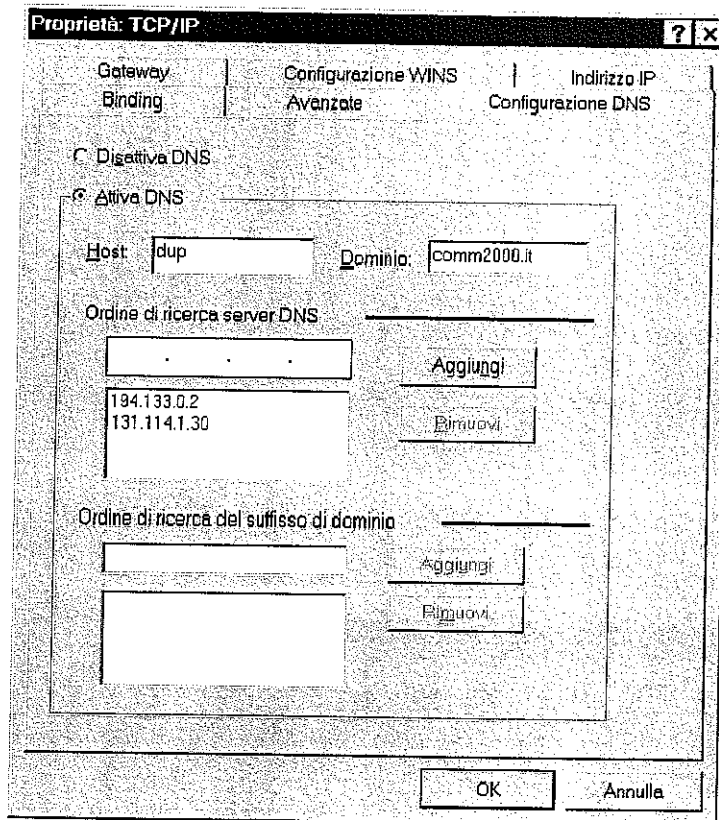 Proprietà: TCP/IP ? ×
Gateway Configurazione WINS Indirizzo IP
Binding Avanzate Configurazione DNS
Disattiva DNS
Attiva DNS
Host: dup Dominio: comm2000.it
Ordine di ricerca server DNS
. . .
Aggiungi
194.133.0.2
131.114.1.30
Rimuovi
Ordine di ricerca del suffisso di dominio
Aggiungi
Rimuovi
OK Annulla